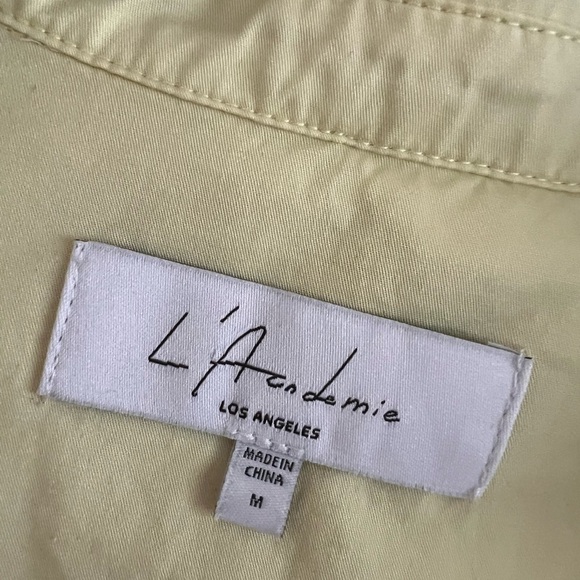 L'Academie
LOS ANGELES
MADE IN
CHINA
M